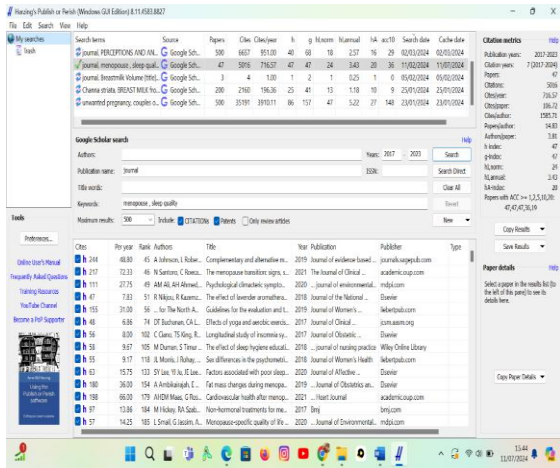 Harzing's Publish or Perish (Windows GUI Edition) 8.11.4583.8827
File Edit Search View Help
My searches
Trash
Search terms Source Papers Cites Cites/year h g hI,norm hI,annual hA acc10 Search date Cache date
journal, PERCEPTIONS AND AN... Google Sch... 200 6657 951.00 40 68 18 2.57 16 29 02/03/2024 02/03/2024
journal, menopause , sleep qual... Google Sch... 47 5016 716.57 47 47 24 3.43 20 36 11/02/2024 11/07/2024
journal, Breastmilk Volume [title]... Google Sch... 3 4 1.00 1 2 1 0.25 1 0 05/02/2024 05/02/2024
Channa striata, BREAST MILK fro... Google Sch... 200 2160 196.36 25 41 13 1.18 10 9 25/01/2024 25/01/2024
unwanted pregnancy, couples o... Google Sch... 500 35191 3910.11 86 157 47 5.22 27 148 23/01/2024 23/01/2024
Google Scholar search Help
Authors: Years: 2017 - 2023 Search
Publication name: journal ISSN: Search Direct
Title words: Clear All
Keywords: menopause , sleep quality Revert
Maximum results: 500 Include: CITATIONs Patents Only review articles New
Cites Per year Rank Authors Title Year Publication Publisher Type
h 244 48.80 45 A Johnson, L Rober... Complementary and alternative m... 2019 Journal of evidence based ... journals.sagepub.com
h 217 72.33 46 N Santoro, C Roeca... The menopause transition: signs, s... 2021 The Journal of Clinical ... academic.oup.com
h 111 27.75 49 AM Ali, AH Ahmed,... Psychological climacteric sympto... 2020 ... journal of environmental... mdpi.com
h 47 7.83 51 R Nikjou, R Kazemz... The effect of lavender aromathera... 2018 Journal of the National ... Elsevier
h 155 31.00 56 ... for The North A... Guidelines for the evaluation and t... 2019 Journal of Women's ... liebertpub.com
h 48 6.86 74 DT Buchanan, CA L... Effects of yoga and aerobic exercis... 2017 Journal of Clinical ... jcsm.aasm.org
h 56 8.00 102 C Ciano, TS King, R... Longitudinal study of insomnia sy... 2017 Journal of Obstetric ... Elsevier
h 58 9.67 105 M Duman, S Timur ... The effect of sleep hygiene educati... 2018 ... journal of nursing practice Wiley Online Library
h 55 9.17 118 JL Morris, J Rohay, ... Sex differences in the psychometri... 2018 Journal of Women's Health liebertpub.com
h 63 15.75 133 SY Lee, YI Ju, JE Lee... Factors associated with poor sleep... 2020 Journal of Affective ... Elsevier
h 180 36.00 154 A Ambikairajah, E ... Fat mass changes during menopa... 2019 ... Journal of Obstetrics an... Elsevier
h 198 66.00 179 AHEM Maas, G Ros... Cardiovascular health after menop... 2021 ... Heart journal academic.oup.com
h 97 13.86 184 M Hickey, RA Szab... Non-hormonal treatments for me... 2017 Bmj bmj.com
h 57 14.25 185 L Small, G Jassim, A... Menopause-specific quality of life ... 2020 ... Journal of Environmental... mdpi.com
Tools
Preferences...
Online User's Manual
Frequently Asked Questions
Training Resources
YouTube Channel
Become a PoP Supporter
Using the
Publish or Perish
software
Citation metrics Help
Publication years: 2017-2023
Citation years: 7 (2017-2024)
Papers: 47
Citations: 5016
Cites/year: 716.57
Cites/paper: 106.72
Cites/author: 1585.71
Papers/author: 14.83
Authors/paper: 3.81
h-index: 47
g-index: 47
hI,norm: 24
hI,annual: 3.43
hA-index: 20
Papers with ACC >= 1,2,5,10,20:
47,47,47,36,19
Copy Results
Save Results
Paper details Help
Select a paper in the results list (to
the left of this pane) to see its
details here.
Copy Paper Details
15.44
11/07/2024